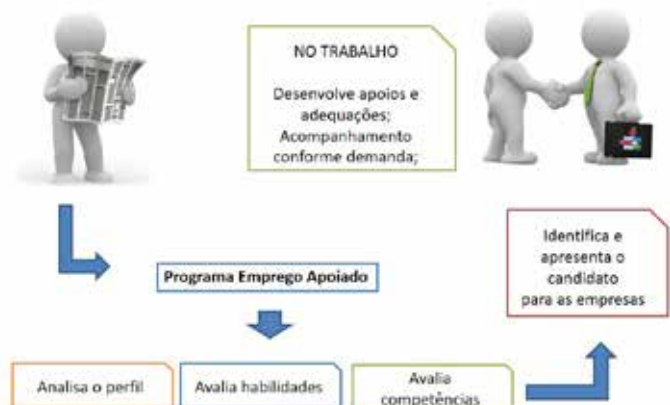 NO TRABALHO
Desenvolve apoios e
adequações;
Acompanhamento
conforme demanda;
Identifica e
apresenta o
candidato
para as empresas
Programa Emprego Apoiado
Analisa o perfil
Avalia habilidades
Avalia
competências